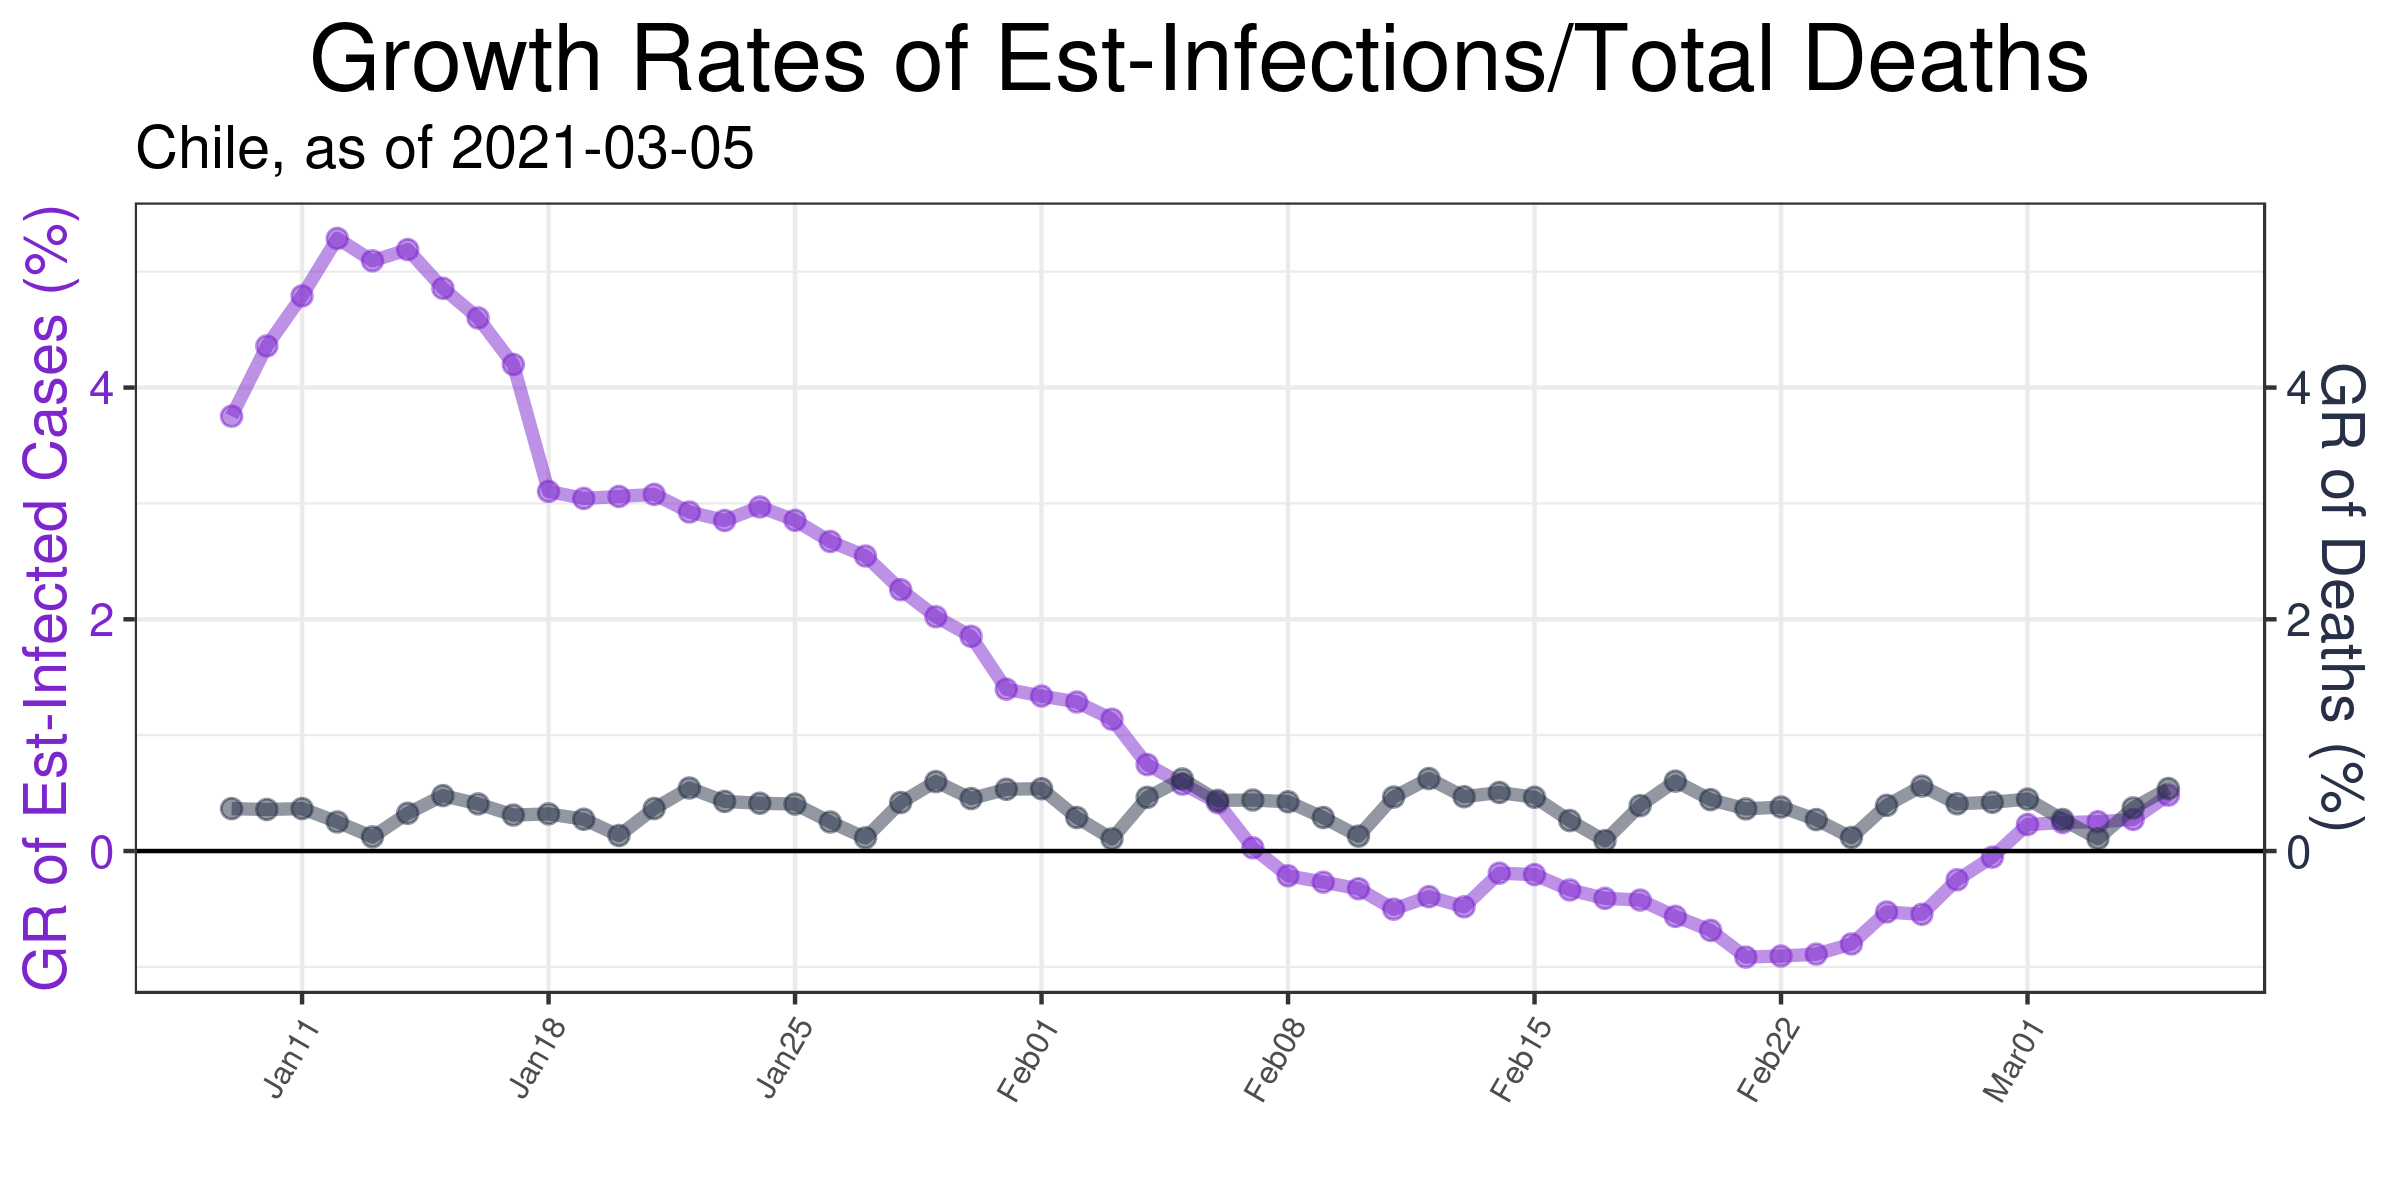 Growth Rates of Est-Infections/Total Deaths
Chile, as of 2021-03-05
GR of Est-Infected Cases (%)
4
2
0
4
2
0
GR of Deaths (%)
Jan11
Jan18
Jan25
Feb01
Feb08
Feb15
Feb22
Mar01